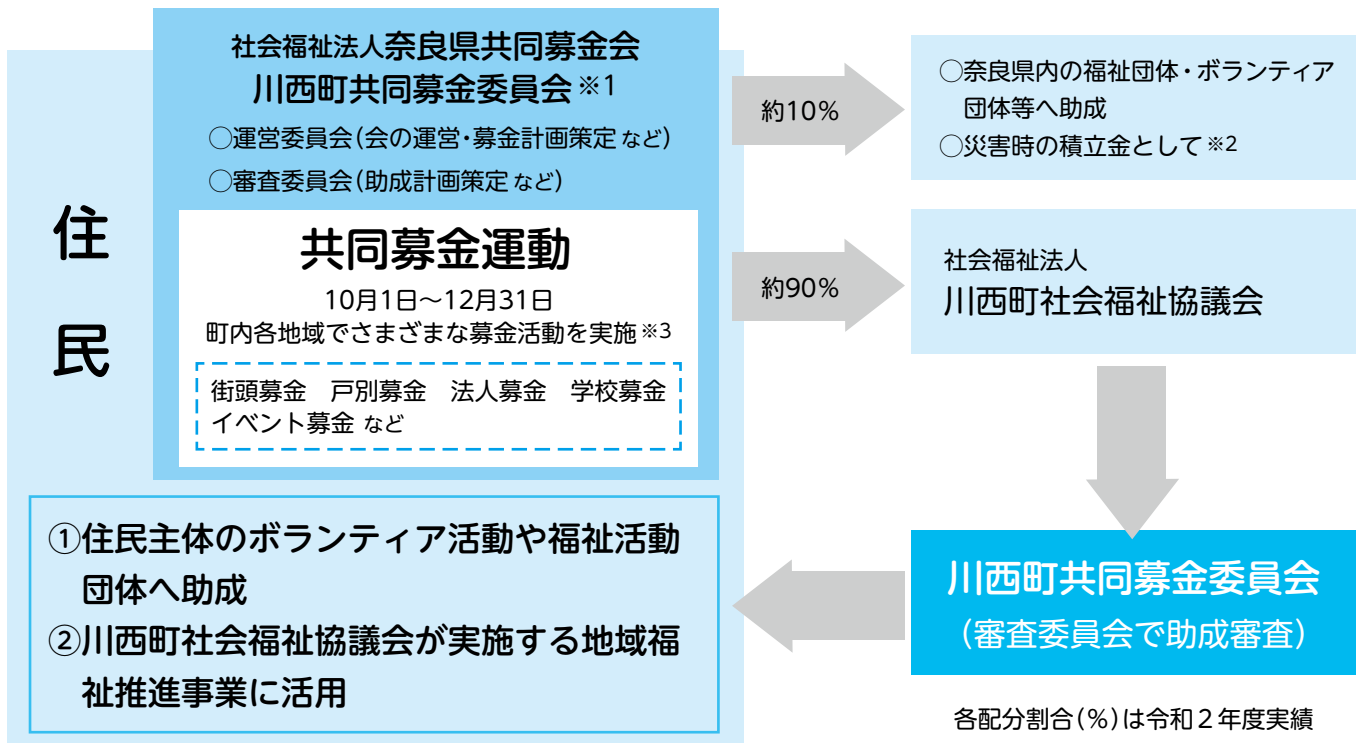 住民
社会福祉法人奈良県共同募金会
川西町共同募金委員会※1
○運営委員会(会の運営・募金計画策定 など)
○審査委員会(助成計画策定 など)
共同募金運動
10月1日～12月31日
町内各地域でさまざまな募金活動を実施※3
街頭募金　戸別募金　法人募金　学校募金
イベント募金 など
約10%
○奈良県内の福祉団体・ボランティア
団体等へ助成
○災害時の積立金として※2
約90%
社会福祉法人
川西町社会福祉協議会
川西町共同募金委員会
(審査委員会で助成審査)
①住民主体のボランティア活動や福祉活動
団体へ助成
②川西町社会福祉協議会が実施する地域福
祉推進事業に活用
各配分割合(%)は令和２年度実績